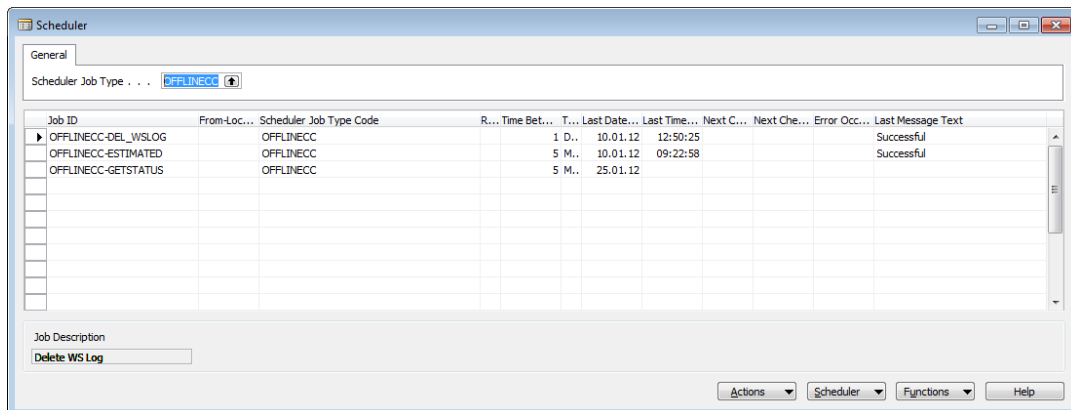 Scheduler
General
Scheduler Job Type . . . OFFLINECC
Job ID From-Loc... Scheduler Job Type Code R... Time Bet... T... Last Date... Last Time... Next C... Next Che... Error Occ... Last Message Text
OFFLINECC-DEL_WSLOG OFFLINECC 1 D.. 10.01.12 12:50:25 Successful
OFFLINECC-ESTIMATED OFFLINECC 5 M.. 10.01.12 09:22:58 Successful
OFFLINECC-GETSTATUS OFFLINECC 5 M.. 25.01.12
Job Description
Delete WS Log
Actions Scheduler Functions Help